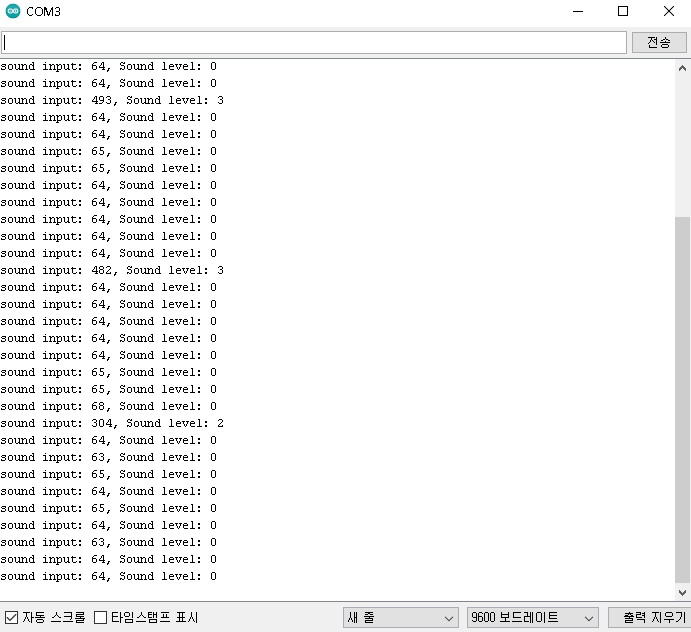 COM3
전송
sound input: 64, Sound level: 0
sound input: 64, Sound level: 0
sound input: 493, Sound level: 3
sound input: 64, Sound level: 0
sound input: 64, Sound level: 0
sound input: 65, Sound level: 0
sound input: 65, Sound level: 0
sound input: 64, Sound level: 0
sound input: 64, Sound level: 0
sound input: 64, Sound level: 0
sound input: 64, Sound level: 0
sound input: 64, Sound level: 0
sound input: 482, Sound level: 3
sound input: 64, Sound level: 0
sound input: 64, Sound level: 0
sound input: 64, Sound level: 0
sound input: 64, Sound level: 0
sound input: 64, Sound level: 0
sound input: 65, Sound level: 0
sound input: 65, Sound level: 0
sound input: 68, Sound level: 0
sound input: 304, Sound level: 2
sound input: 64, Sound level: 0
sound input: 63, Sound level: 0
sound input: 65, Sound level: 0
sound input: 64, Sound level: 0
sound input: 65, Sound level: 0
sound input: 64, Sound level: 0
sound input: 63, Sound level: 0
sound input: 64, Sound level: 0
sound input: 64, Sound level: 0
자동 스크롤 타임스탬프 표시 새 줄 9600 보드레이트 출력 지우기